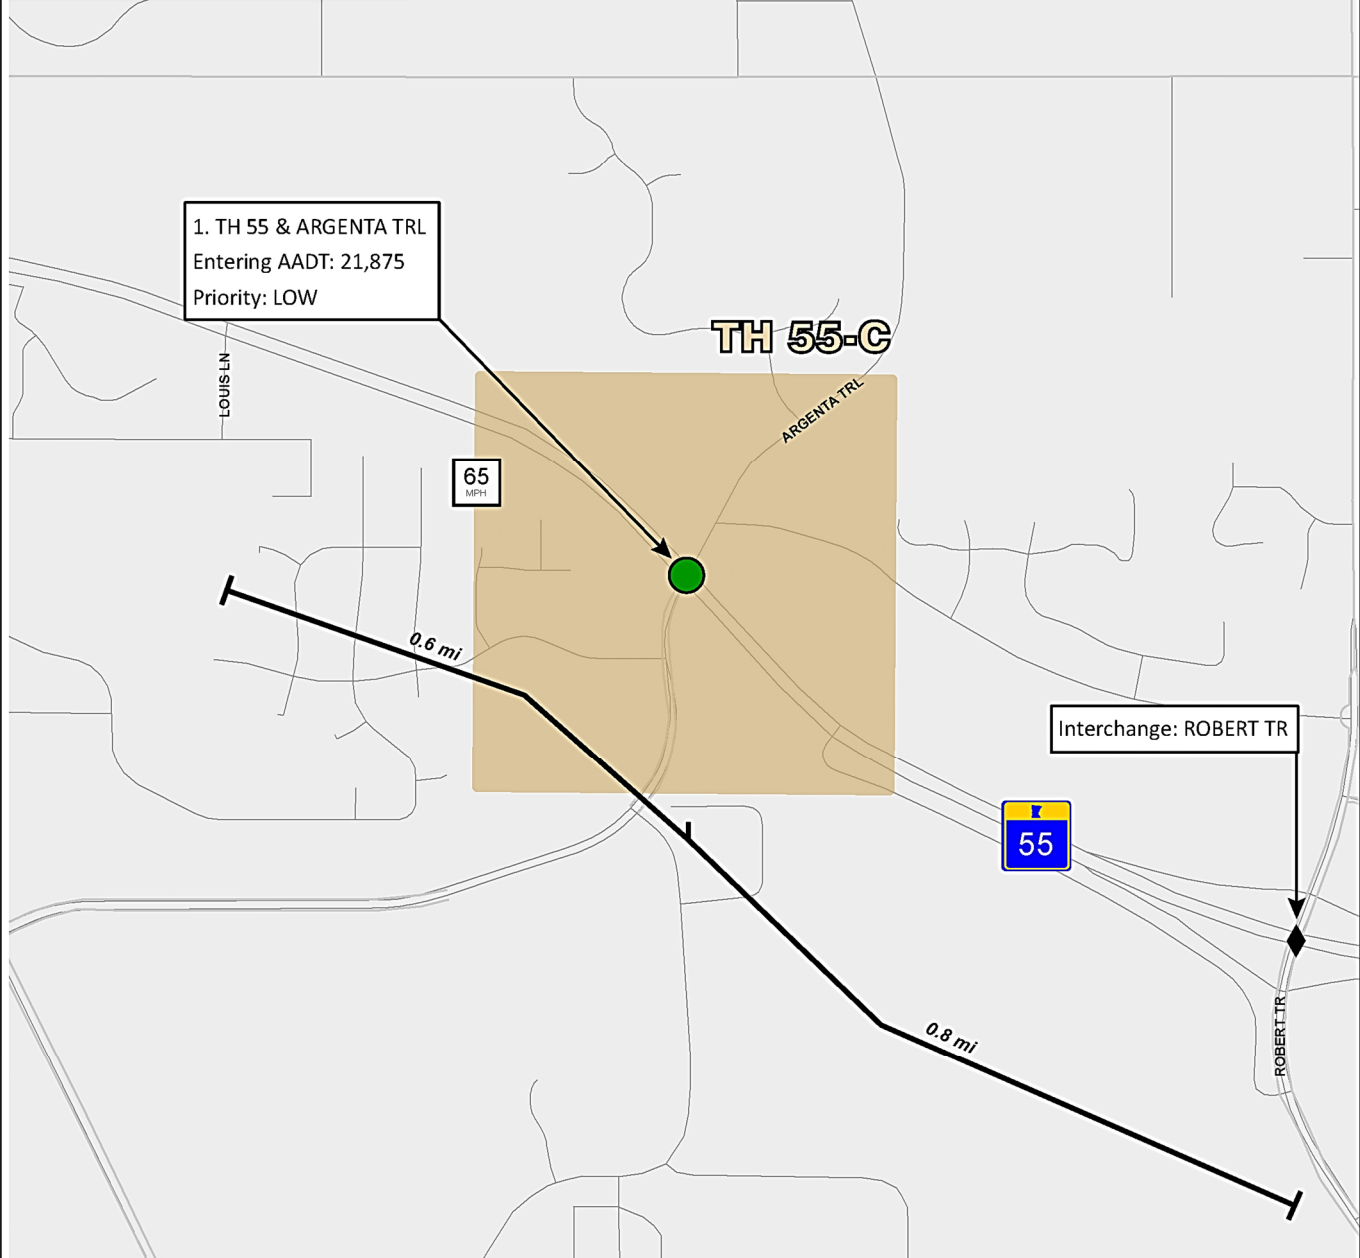 1. TH 55 & ARGENTA TRL
Entering AADT: 21,875
Priority: LOW
TH 55-C
LOUIS LN
ARGENTA TRL
65
MPH
0.6 mi
Interchange: ROBERT TR
55
0.8 mi
ROBERT TR